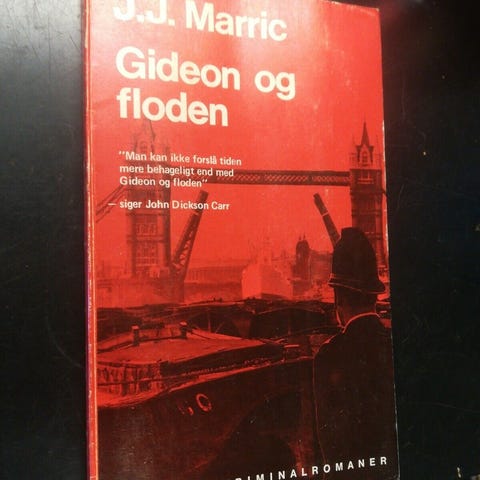 J.J. Marric
Gideon og
floden
"Man kan ikke forslå tiden
mere behageligt end med
Gideon og floden"
— siger John Dickson Carr
RIMINALROMANER